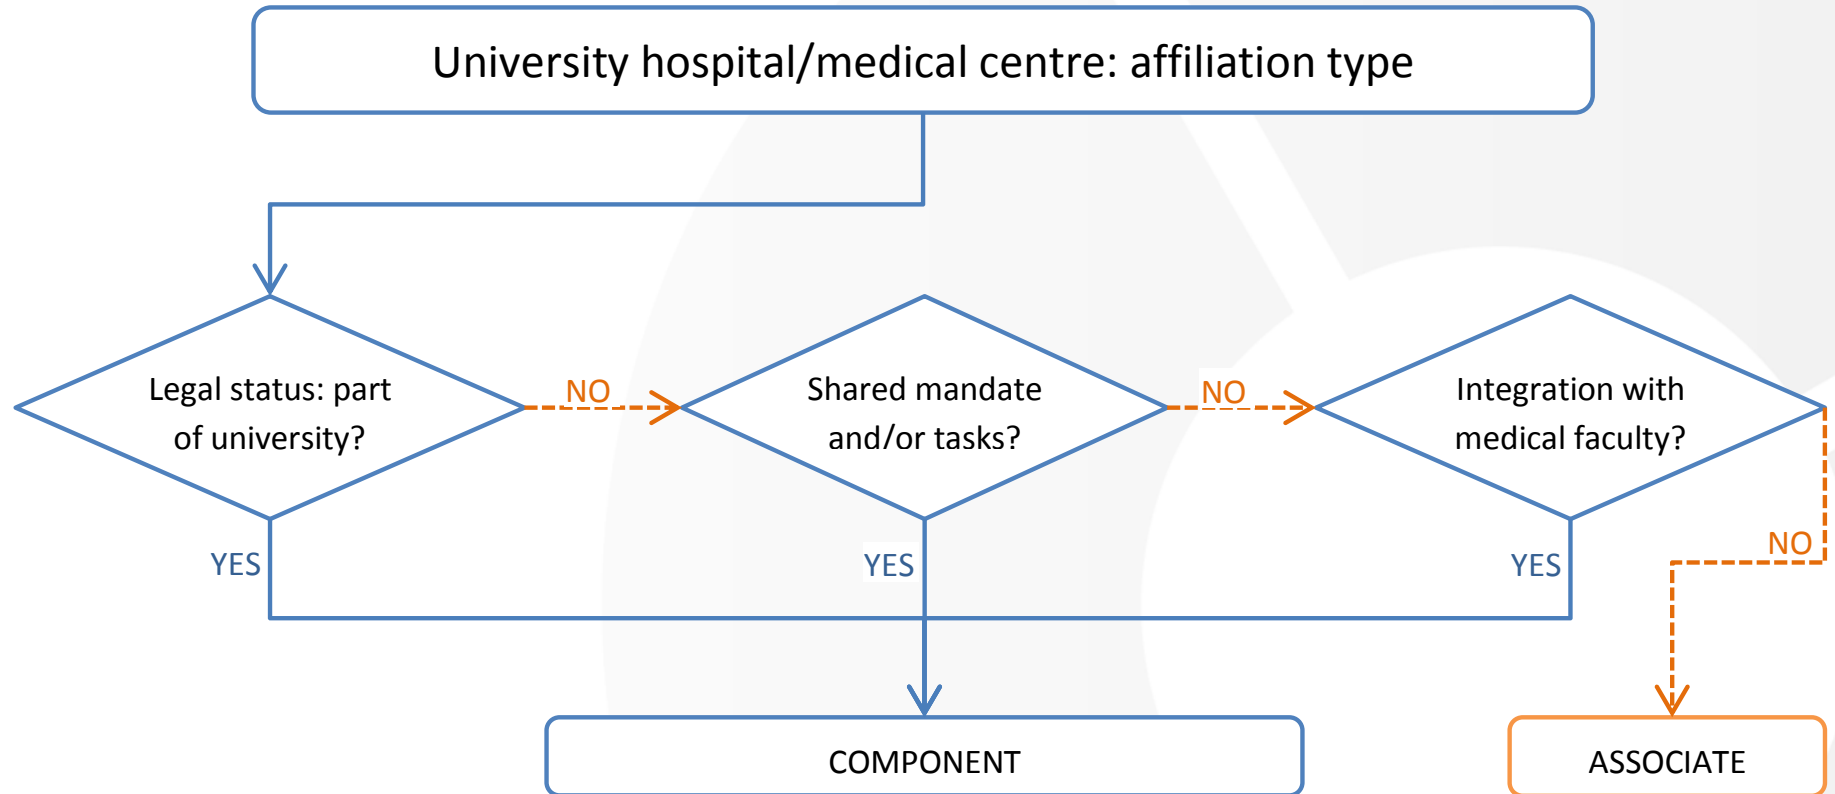 University hospital/medical centre: affiliation type
Legal status: part
of university?
NO
Shared mandate
and/or tasks?
NO
Integration with
medical faculty?
YES
YES
YES
NO
COMPONENT
ASSOCIATE